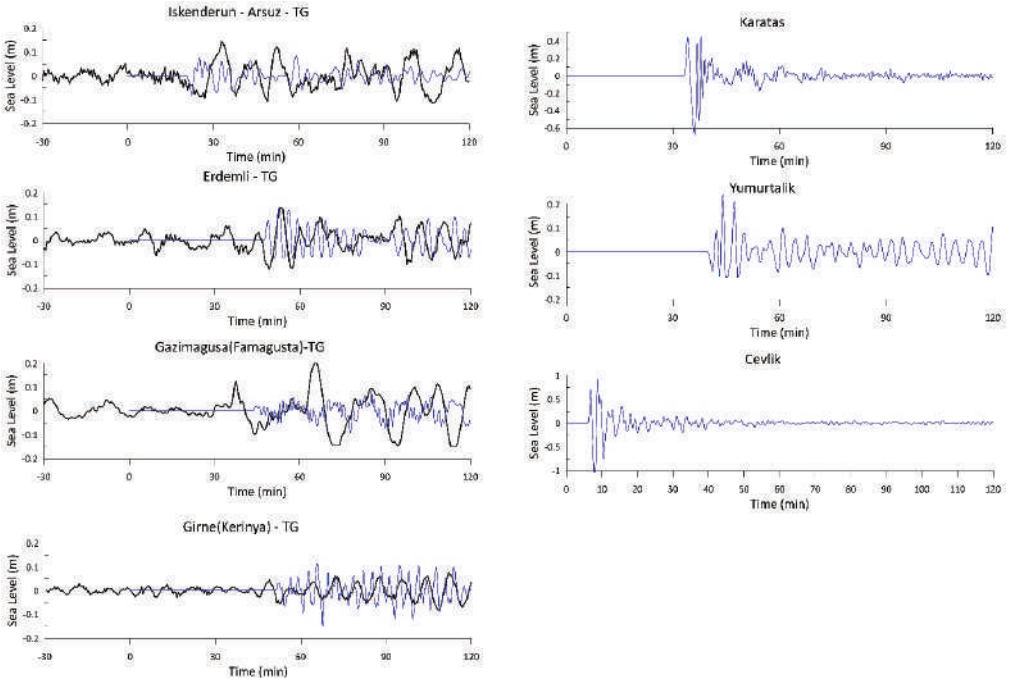 Iskenderun - Arsuz - TG
Sea Level (m)
0.2
0.1
0
-0.1
-0.2
-30 0 30 60 90 120
Time (min)
Erdemli - TG
Sea Level (m)
0.2
0.1
0
-0.1
-0.2
-30 0 30 60 90 120
Time (min)
Gazimagusa(Famagusta)-TG
Sea Level (m)
0.2
0.1
0
-0.1
-0.2
-30 0 30 60 90 120
Time (min)
Girne(Kerinya) - TG
Sea Level (m)
0.2
0.1
0
-0.1
-0.2
-30 0 30 60 90 120
Time (min)
Karatas
Sea Level (m)
0.4
0.2
0
-0.2
-0.4
-0.6
0 30 60 90 120
Time (min)
Yumurtalik
Sea Level (m)
0.2
0.1
0
-0.1
-0.2
0 30 60 90 120
Time (min)
Cevlik
Sea Level (m)
1
0.5
0
-0.5
-1
0 10 20 30 40 50 60 70 80 90 100 110 120
Time (min)